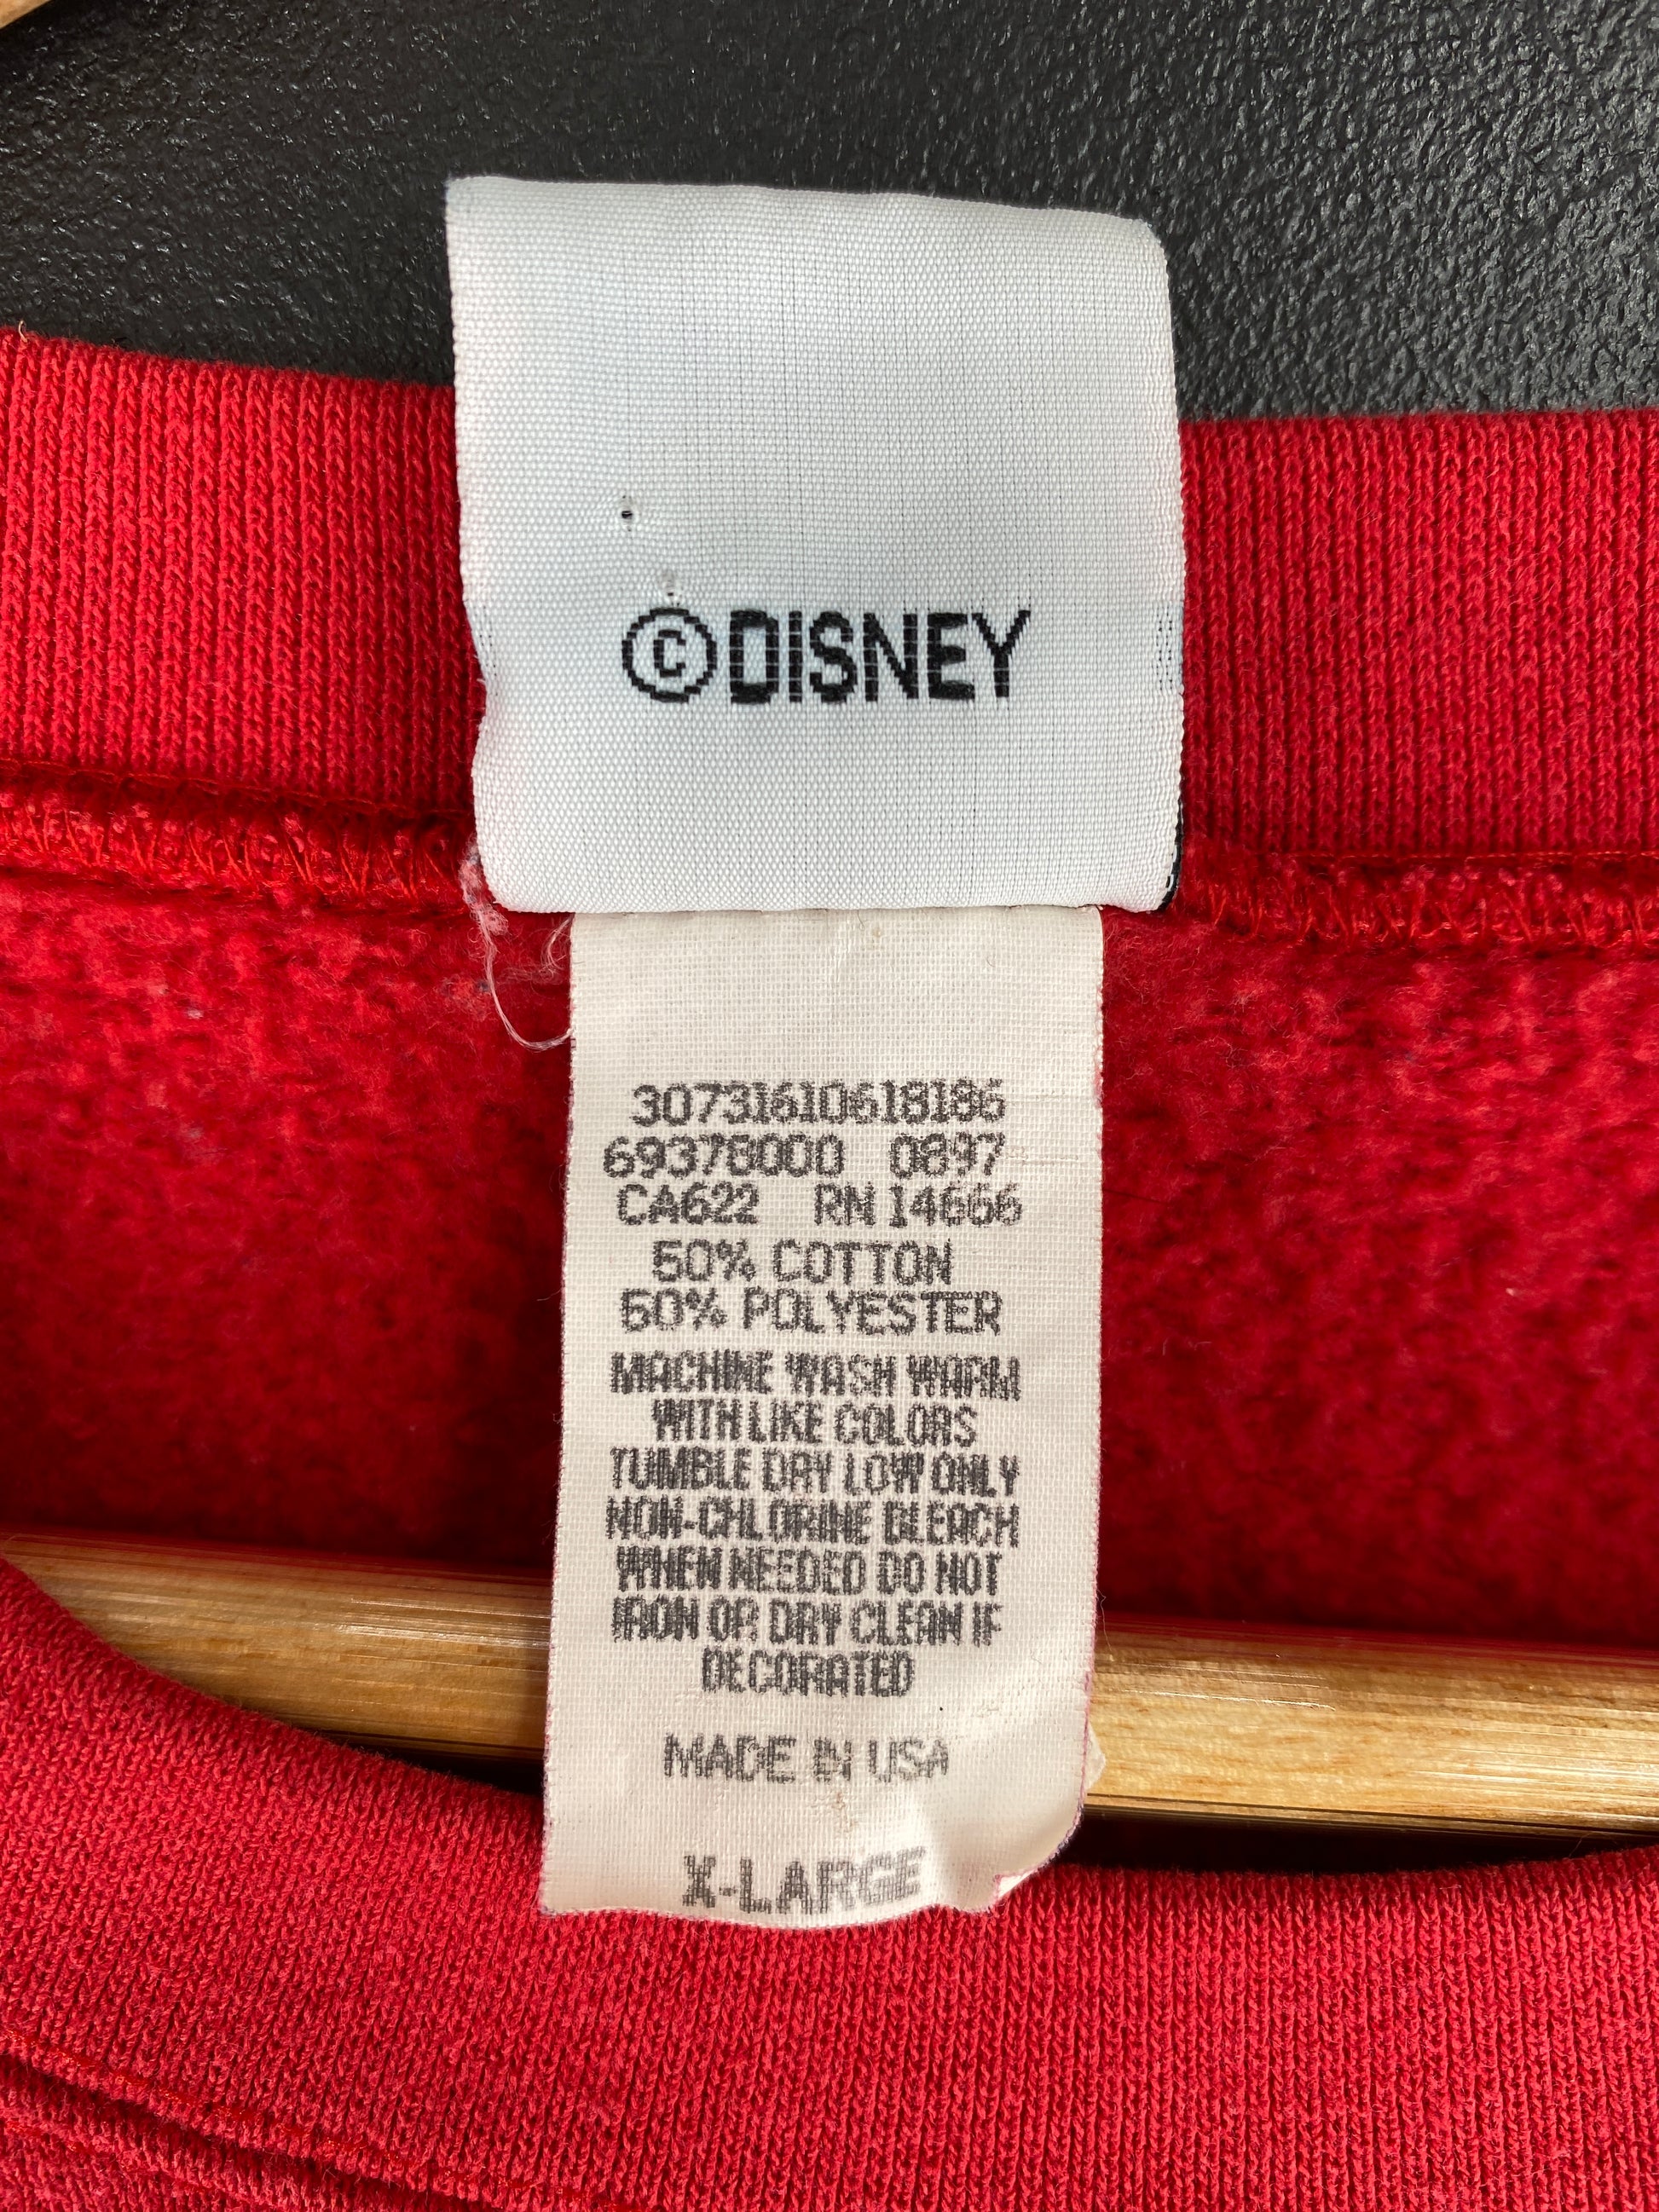 ©DISNEY
30731610618186
69378000 0897
CA622 RN 14666
50% COTTON
50% POLYESTER
MACHINE WASH WARM
WITH LIKE COLORS
TUMBLE DRY LOW ONLY
NON-CHLORINE BLEACH
WHEN NEEDED DO NOT
IRON OR DRY CLEAN IF
DECORATED
MADE IN USA
X-LARGE